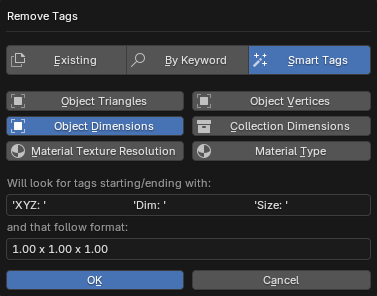 Remove Tags
Existing By Keyword Smart Tags
Object Triangles Object Vertices
Object Dimensions Collection Dimensions
Material Texture Resolution Material Type
Will look for tags starting/ending with:
'XYZ: ' 'Dim: ' 'Size: '
and that follow format:
1.00 x 1.00 x 1.00
OK Cancel